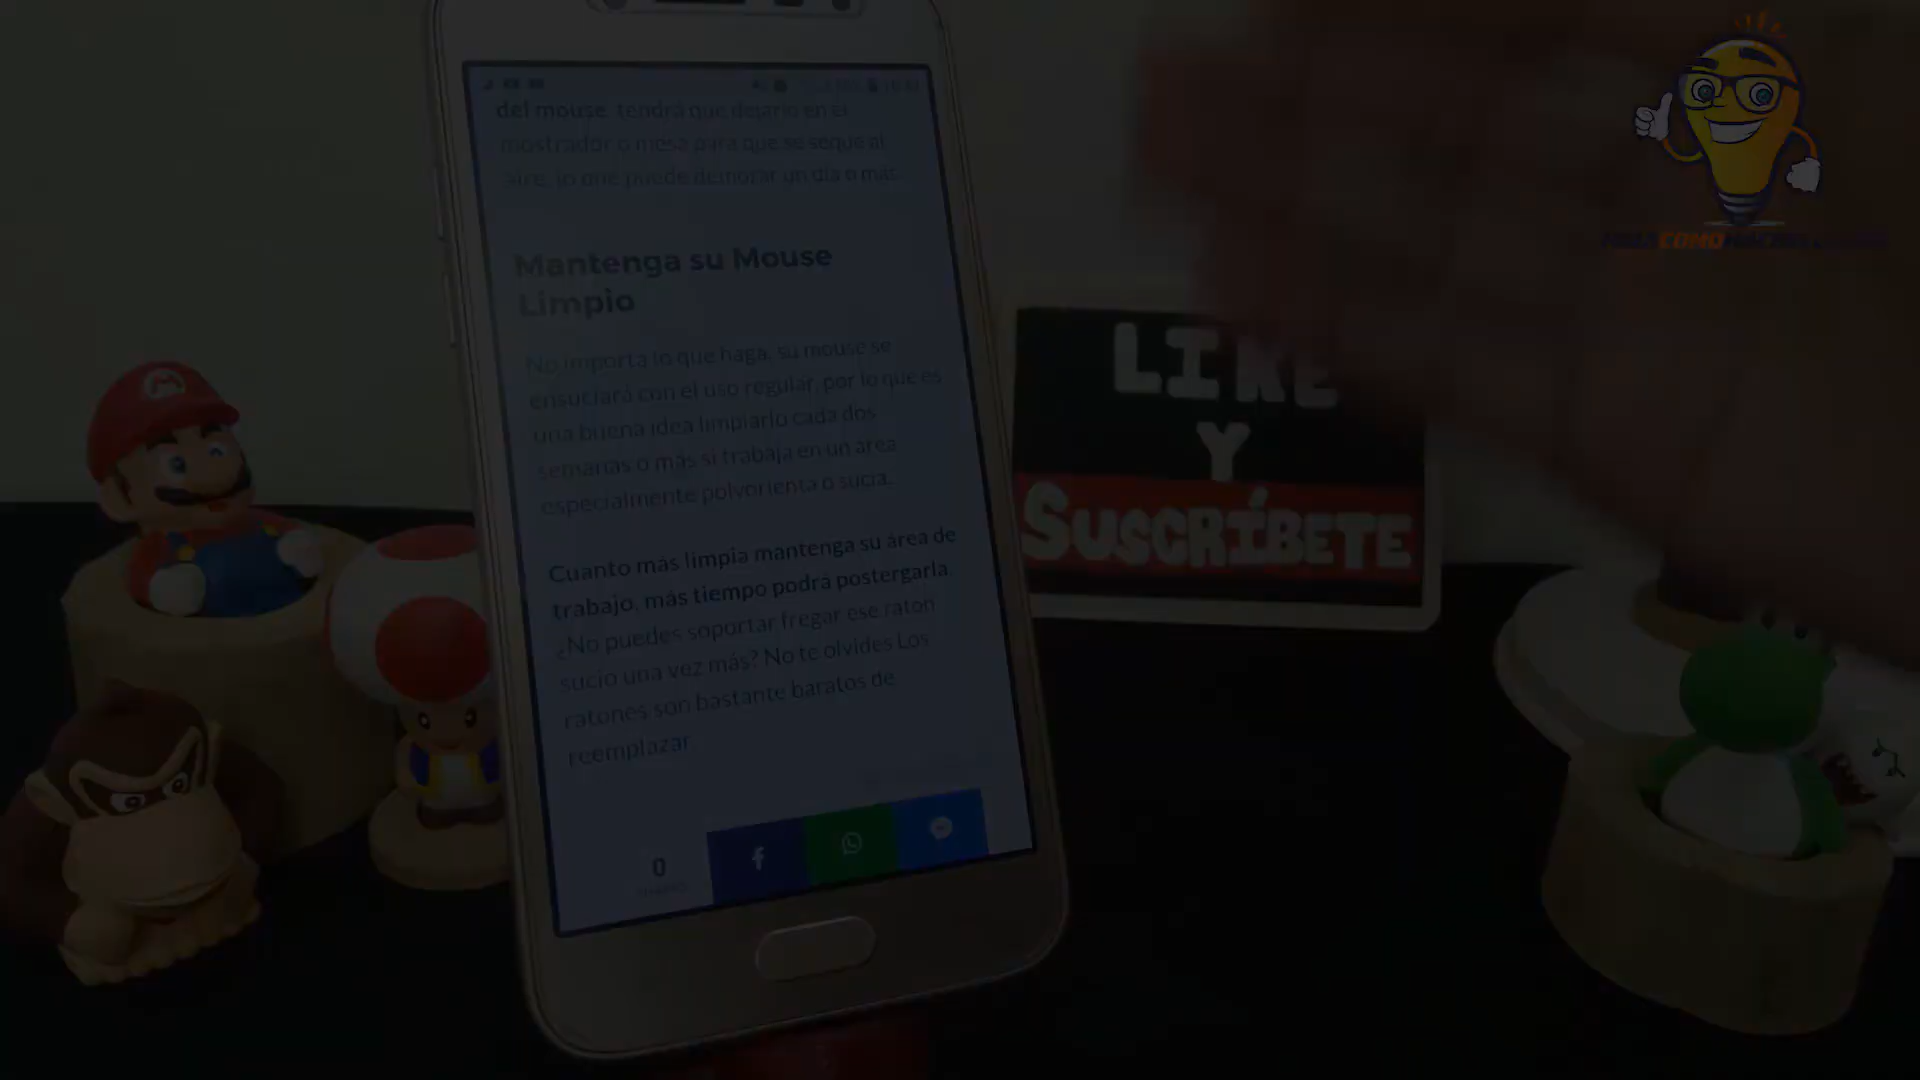 del mouse, tendrá que dejarlo en el
mostrador o mesa para que se seque al
aire, lo que puede demorar un día o más.
Mantenga su Mouse
Limpio
No importa lo que haga, su mouse se
ensuciará con el uso regular, por lo que es
una buena idea limpiarlo cada dos
semanas o más si trabaja en un área
especialmente polvorienta o sucia.
Cuanto más limpia mantenga su área de
trabajo, más tiempo podrá postergarla.
¿No puedes soportar fregar ese ratón
sucio una vez más? No te olvides Los
ratones son bastante baratos de
reemplazar
0
LIKE
Y
SUSCRÍBETE